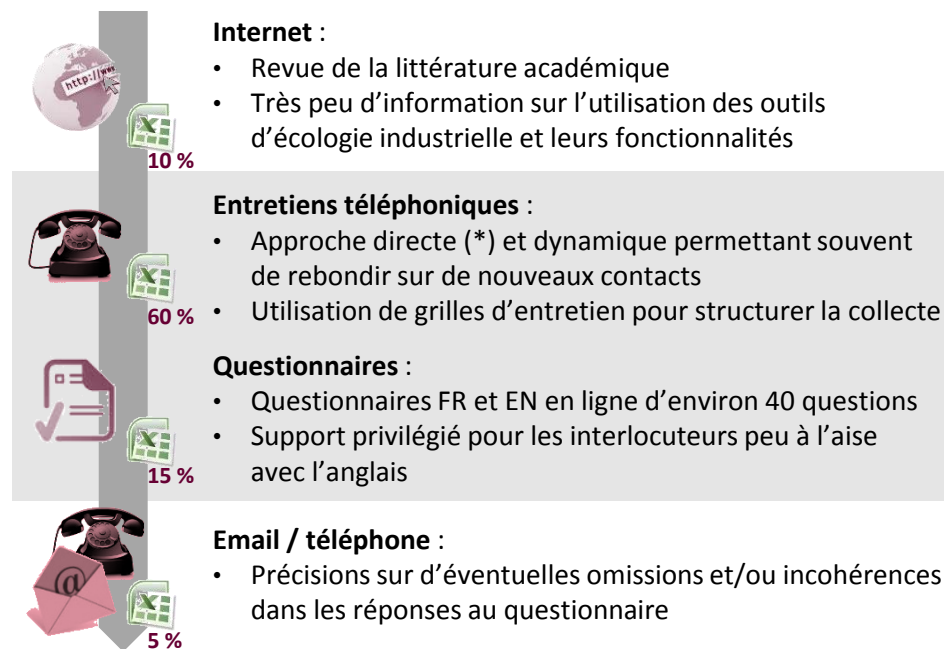 Internet :
• Revue de la littérature académique
• Très peu d'information sur l'utilisation des outils
d'écologie industrielle et leurs fonctionnalités
http://www
10 %
Entretiens téléphoniques :
• Approche directe (*) et dynamique permettant souvent
de rebondir sur de nouveaux contacts
• Utilisation de grilles d'entretien pour structurer la collecte
60 %
Questionnaires :
• Questionnaires FR et EN en ligne d'environ 40 questions
• Support privilégié pour les interlocuteurs peu à l'aise
avec l'anglais
15 %
Email / téléphone :
• Précisions sur d'éventuelles omissions et/ou incohérences
dans les réponses au questionnaire
@
5 %